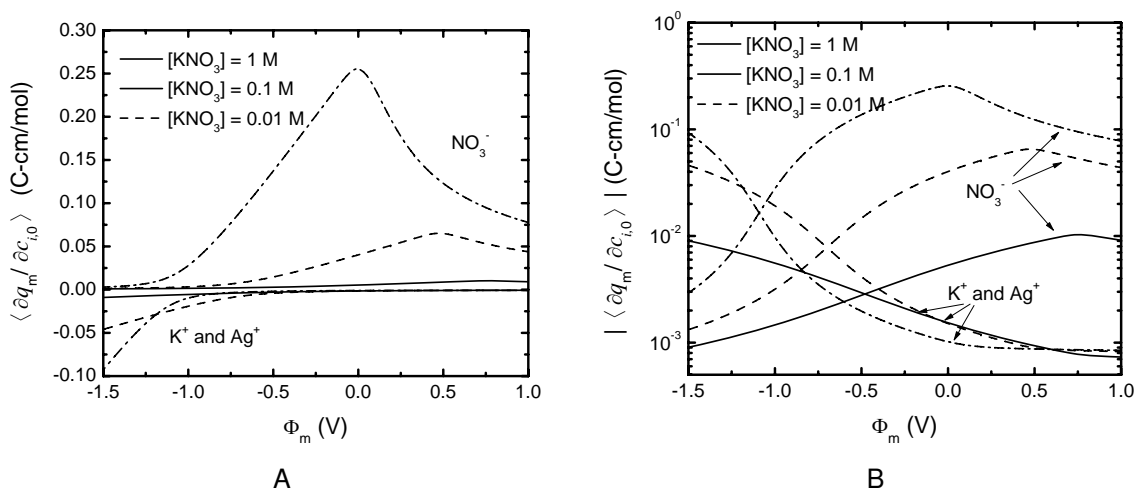 0.30
0.25
0.20
0.15
0.10
0.05
0.00
-0.05
-0.10
⟨ ∂qₘ/ ∂cᵢ,₀ ⟩ (C-cm/mol)
[KNO₃] = 1 M
[KNO₃] = 0.1 M
[KNO₃] = 0.01 M
NO₃⁻
K⁺ and Ag⁺
-1.5 -1.0 -0.5 0.0 0.5 1.0
Φₘ (V)
A
10⁰
10⁻¹
10⁻²
10⁻³
| ⟨ ∂qₘ/ ∂cᵢ,₀ ⟩ | (C-cm/mol)
[KNO₃] = 1 M
[KNO₃] = 0.1 M
[KNO₃] = 0.01 M
NO₃⁻
K⁺ and Ag⁺
-1.5 -1.0 -0.5 0.0 0.5 1.0
Φₘ (V)
B